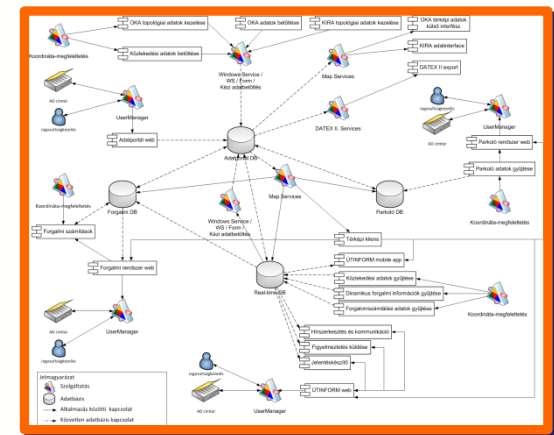 OKA topológiai adatok kezelése
OKA adatok betöltése
KIRA topológiai adatok kezelése
OKA térképi adatok
külső interfész
Koordináta-megfeleltetés
Közlekedési adatok betöltése
KIRA adatinterface
Windows Service /
WS / Form /
Kézi adatbetöltés
Map Services
DATEX II export
AD címtár
UserManager
Jogosultságkezelés
DATEX II. Services
Jogosultságkezelés
AD címtár
UserManager
Adatportál web
Parkoló rendszer web
Adatportál DB
Parkoló adatok gyűjtése
Koordináta-megfeleltetés
Forgalmi DB
Map Services
Parkoló DB
Koordináta-megfeleltetés
Forgalmi számítások
Windows Service /
WS / Form /
Kézi adatbetöltés
Térképi kliens
Forgalmi rendszer web
ÚTINFORM mobile app
Közlekedési adatok gyűjtése
Real-time DB
Dinamikus forgalmi információk gyűjtése
Forgalomszámlálási adatok gyűjtése
Koordináta-megfeleltetés
AD címtár
UserManager
Hírszerkesztés és kommunikáció
Figyelmeztetés küldése
Jogosultságkezelés
Jelentéskészítő
Jelmagyarázat
Szolgáltatás
Adatbázis
Alkalmazás közötti kapcsolat
Közvetlen adatbázis kapcsolat
Jogosultságkezelés
AD címtár
UserManager
ÚTINFORM web